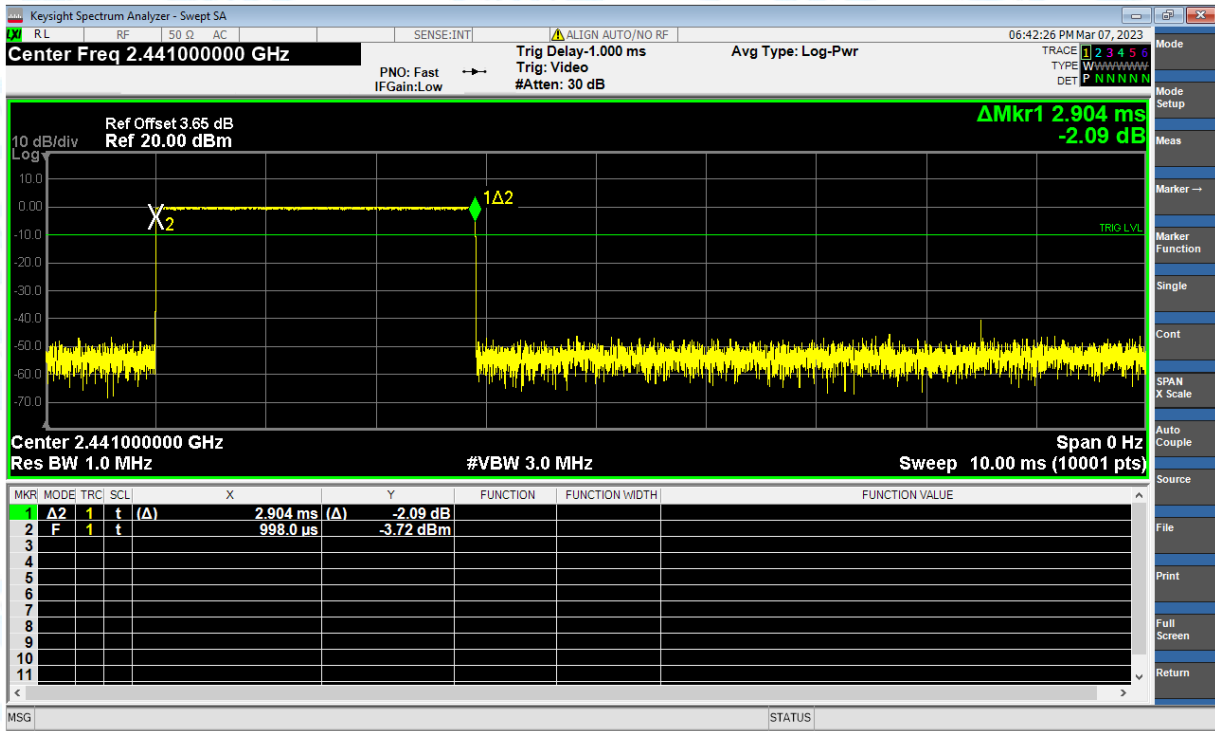 Keysight Spectrum Analyzer - Swept SA
LXI RL RF 50 Ω AC SENSE:INT ALIGN AUTO/NO RF 06:42:26 PM Mar 07, 2023
Center Freq 2.441000000 GHz
PNO: Fast
IFGain:Low
Trig Delay-1.000 ms
Trig: Video
#Atten: 30 dB
Avg Type: Log-Pwr
TRACE 1 2 3 4 5 6
TYPE WWWWWW
DET P N N N N N
ΔMkr1 2.904 ms
-2.09 dB
Ref Offset 3.65 dB
10 dB/div Ref 20.00 dBm
Log
10.0
0.00
-10.0
-20.0
-30.0
-40.0
-50.0
-60.0
-70.0
X2
1Δ2
TRIG LVL
Center 2.441000000 GHz Span 0 Hz
Res BW 1.0 MHz #VBW 3.0 MHz Sweep 10.00 ms (10001 pts)
MKR MODE TRC SCL X Y FUNCTION FUNCTION WIDTH FUNCTION VALUE
1 Δ2 1 t (Δ) 2.904 ms (Δ) -2.09 dB
2 F 1 t 998.0 µs -3.72 dBm
3
4
5
6
7
8
9
10
11
MSG STATUS
Mode
Mode
Setup
Meas
Marker →
Marker
Function
Single
Cont
SPAN
X Scale
Auto
Couple
Source
File
Print
Full
Screen
Return